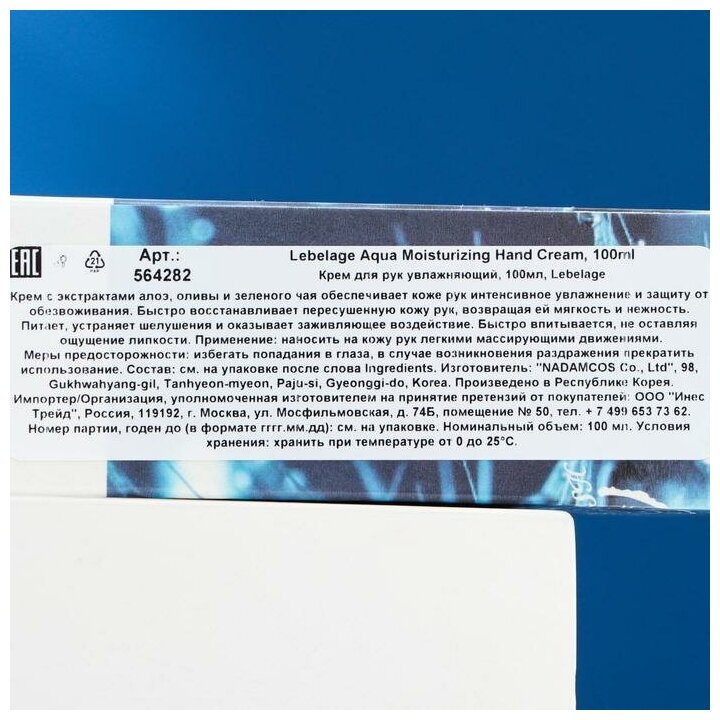 EAC
21
PAP
Арт.:
564282
Lebelage Aqua Moisturizing Hand Cream, 100ml
Крем для рук увлажняющий, 100мл, Lebelage
Крем с экстрактами алоэ, оливы и зеленого чая обеспечивает коже рук интенсивное увлажнение и защиту от
обезвоживания. Быстро восстанавливает пересушенную кожу рук, возвращая ей мягкость и нежность.
Питает, устраняет шелушения и оказывает заживляющее воздействие. Быстро впитывается, не оставляя
ощущение липкости. Применение: наносить на кожу рук легкими массирующими движениями.
Меры предосторожности: избегать попадания в глаза, в случае возникновения раздражения прекратить
использование. Состав: см. на упаковке после слова Ingredients. Изготовитель: "NADAMCOS Co., Ltd", 98,
Gukhwahyang-gil, Tanhyeon-myeon, Paju-si, Gyeonggi-do, Korea. Произведено в Республике Корея.
Импортер/Организация, уполномоченная изготовителем на принятие претензий от покупателей: ООО "Инес
Трейд", Россия, 119192, г. Москва, ул. Мосфильмовская, д. 74Б, помещение № 50, тел. + 7 499 653 73 62.
Номер партии, годен до (в формате гггг.мм.дд): см. на упаковке. Номинальный объем: 100 мл. Условия
хранения: хранить при температуре от 0 до 25°С.